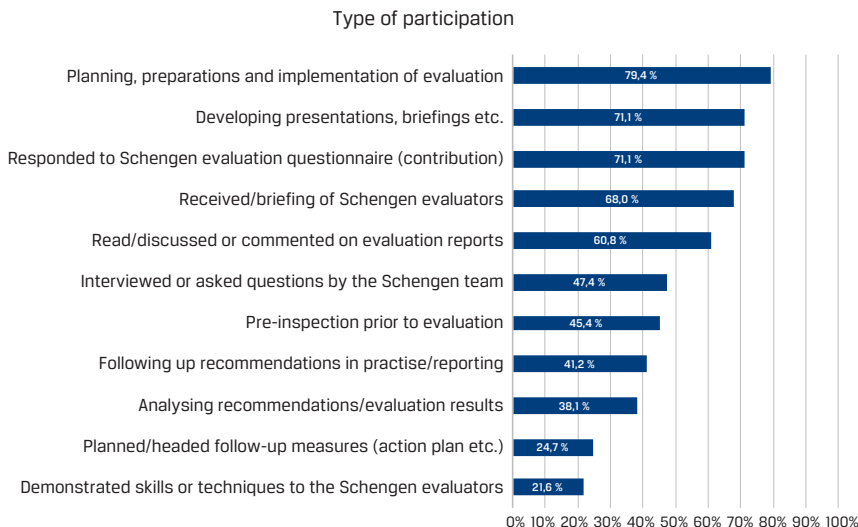 Type of participation
Planning, preparations and implementation of evaluation 79,4 %
Developing presentations, briefings etc. 71,1 %
Responded to Schengen evaluation questionnaire (contribution) 71,1 %
Received/briefing of Schengen evaluators 68,0 %
Read/discussed or commented on evaluation reports 60,8 %
Interviewed or asked questions by the Schengen team 47,4 %
Pre-inspection prior to evaluation 45,4 %
Following up recommendations in practise/reporting 41,2 %
Analysing recommendations/evaluation results 38,1 %
Planned/headed follow-up measures (action plan etc.) 24,7 %
Demonstrated skills or techniques to the Schengen evaluators 21,6 %
0% 10% 20% 30% 40% 50% 60% 70% 80% 90% 100%